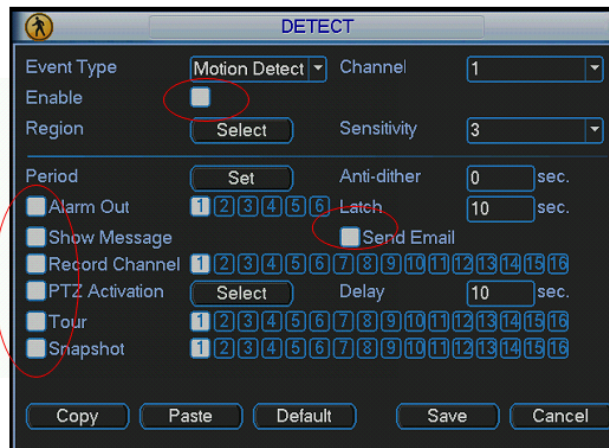 DETECT
Event Type Motion Detect Channel 1
Enable
Region Select Sensitivity 3
Period Set Anti-dither 0 sec.
Alarm Out 1 2 3 4 5 6 Latch 10 sec.
Show Message Send Email
Record Channel 1 2 3 4 5 6 7 8 9 10 11 12 13 14 15 16
PTZ Activation Select Delay 10 sec.
Tour 1 2 3 4 5 6 7 8 9 10 11 12 13 14 15 16
Snapshot 1 2 3 4 5 6 7 8 9 10 11 12 13 14 15 16
Copy Paste Default Save Cancel